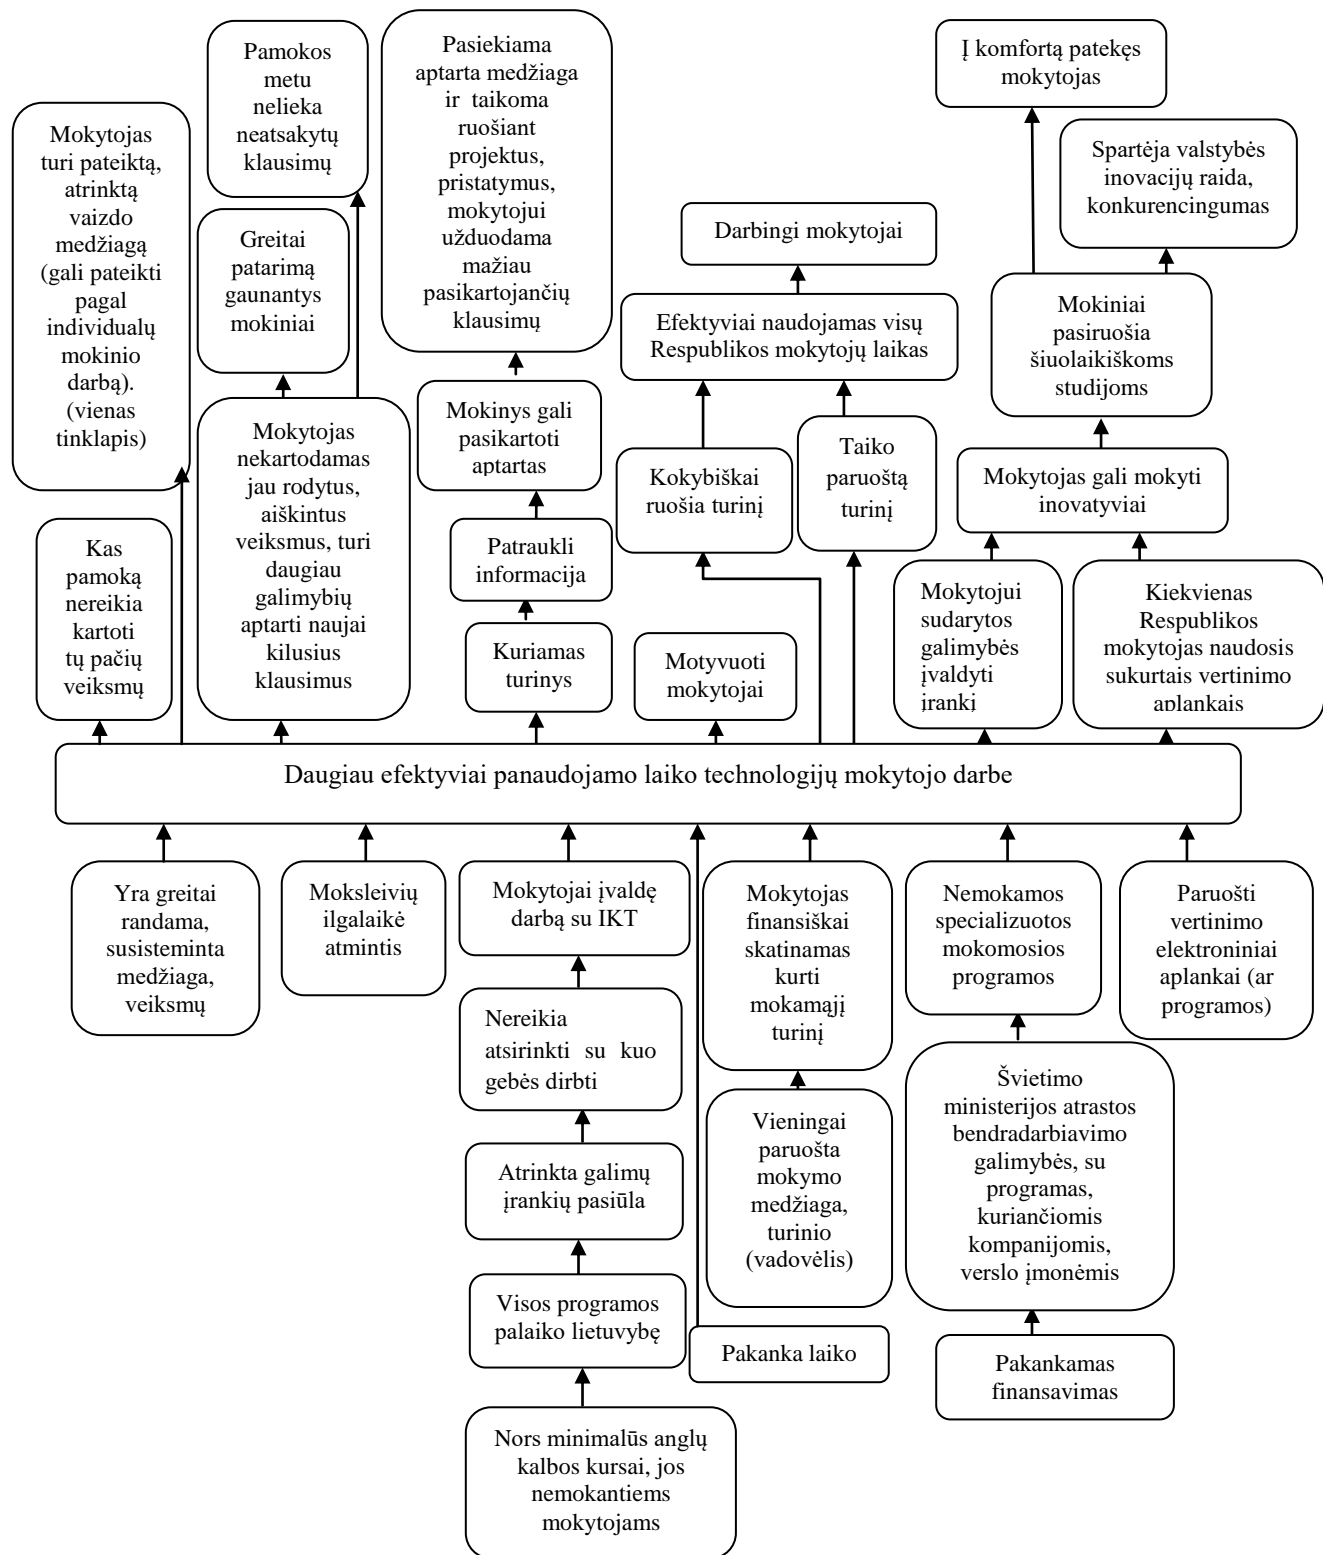 Pamokos
metu
nelieka
neatsakytų
klausimų
Pasiekiama
aptarta medžiaga
ir taikoma
ruošiant
projektus,
pristatymus,
mokytojui
užduodama
mažiau
pasikartojančių
klausimų
Į komfortą patekęs
mokytojas
Mokytojas
turi pateiktą,
atrinktą
vaizdo
medžiagą
(gali pateikti
pagal
individualų
mokinio
darbą).
(vienas
tinklapis)
Spartėja valstybės
inovacijų raida,
konkurencingumas
Greitai
patarimą
gaunantys
mokiniai
Darbingi mokytojai
Mokiniai
pasiruošia
šiuolaikiškoms
studijoms
Efektyviai naudojamas visų
Respublikos mokytojų laikas
Mokinys gali
pasikartoti
aptartas
Mokytojas
nekartodamas
jau rodytus,
aiškintus
veiksmus, turi
daugiau
galimybių
aptarti naujai
kilusius
klausimus
Kokybiškai
ruošia turinį
Taiko
paruoštą
turinį
Mokytojas gali mokyti
inovatyviai
Kas
pamoką
nereikia
kartoti
tų pačių
veiksmų
Patraukli
informacija
Mokytojui
sudarytos
galimybės
įvaldyti
įrankį
Kiekvienas
Respublikos
mokytojas naudosis
sukurtais vertinimo
aplankais
Kuriamas
turinys
Motyvuoti
mokytojai
Daugiau efektyviai panaudojamo laiko technologijų mokytojo darbe
Yra greitai
randama,
susisteminta
medžiaga,
veiksmų
Moksleivių
ilgalaikė
atmintis
Mokytojai įvaldę
darbą su IKT
Mokytojas
finansiškai
skatinamas
kurti
mokamąjį
turinį
Nemokamos
specializuotos
mokomosios
programos
Paruošti
vertinimo
elektroniniai
aplankai (ar
programos)
Nereikia
atsirinkti su kuo
gebės dirbti
Švietimo
ministerijos atrastos
bendradarbiavimo
galimybės, su
programas,
kuriančiomis
kompanijomis,
verslo įmonėmis
Vieningai
paruošta
mokymo
medžiaga,
turinio
(vadovėlis)
Atrinkta galimų
įrankių pasiūla
Visos programos
palaiko lietuvybę
Pakanka laiko
Pakankamas
finansavimas
Nors minimalūs anglų
kalbos kursai, jos
nemokantiems
mokytojams